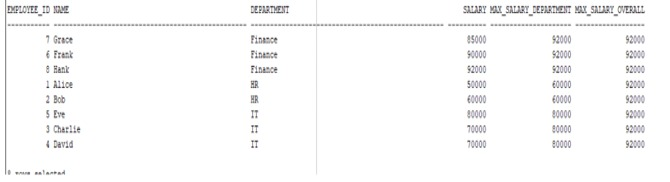 EMPLOYEE_ID NAME DEPARTMENT SALARY MAX_SALARY_DEPARTMENT MAX_SALARY_OVERALL
7 Grace Finance 85000 92000 92000
6 Frank Finance 90000 92000 92000
8 Hank Finance 92000 92000 92000
1 Alice HR 50000 60000 92000
2 Bob HR 60000 60000 92000
5 Eve IT 80000 80000 92000
3 Charlie IT 70000 80000 92000
4 David IT 70000 80000 92000
8 rows selected